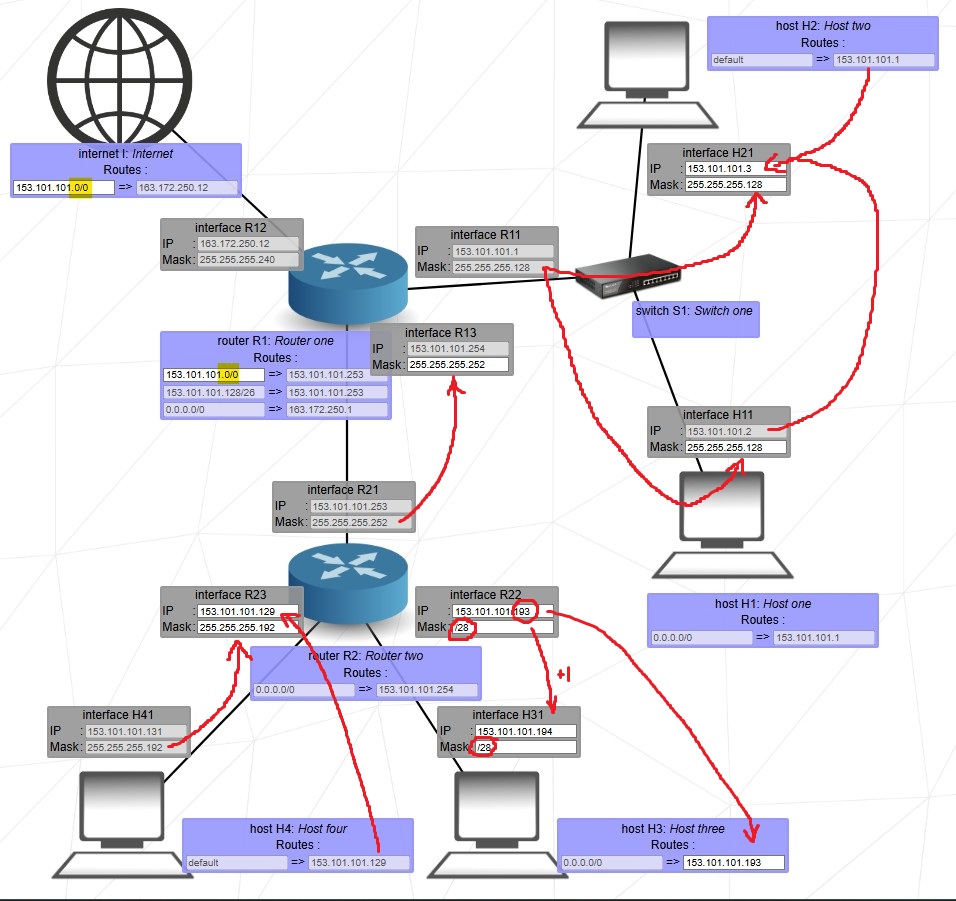 host H2: Host two
Routes :
default => 153.101.101.1
internet I: Internet
Routes :
153.101.101.0/0 => 163.172.250.12
interface H21
IP : 153.101.101.3
Mask: 255.255.255.128
interface R12
IP : 163.172.250.12
Mask: 255.255.255.240
interface R11
IP : 153.101.101.1
Mask: 255.255.255.128
switch S1: Switch one
router R1: Router one
Routes :
153.101.101.0/0 => 153.101.101.253
153.101.101.128/26 => 153.101.101.253
0.0.0.0/0 => 163.172.250.1
interface R13
IP : 153.101.101.254
Mask: 255.255.255.252
interface H11
IP : 153.101.101.2
Mask: 255.255.255.128
interface R21
IP : 153.101.101.253
Mask: 255.255.255.252
interface R23
IP : 153.101.101.129
Mask: 255.255.255.192
interface R22
IP : 153.101.101.193
Mask: /28
host H1: Host one
Routes :
0.0.0.0/0 => 153.101.101.1
router R2: Router two
Routes :
0.0.0.0/0 => 153.101.101.254
+1
interface H41
IP : 153.101.101.131
Mask: 255.255.255.192
interface H31
IP : 153.101.101.194
Mask: /28
host H4: Host four
Routes :
default => 153.101.101.129
host H3: Host three
Routes :
0.0.0.0/0 => 153.101.101.193